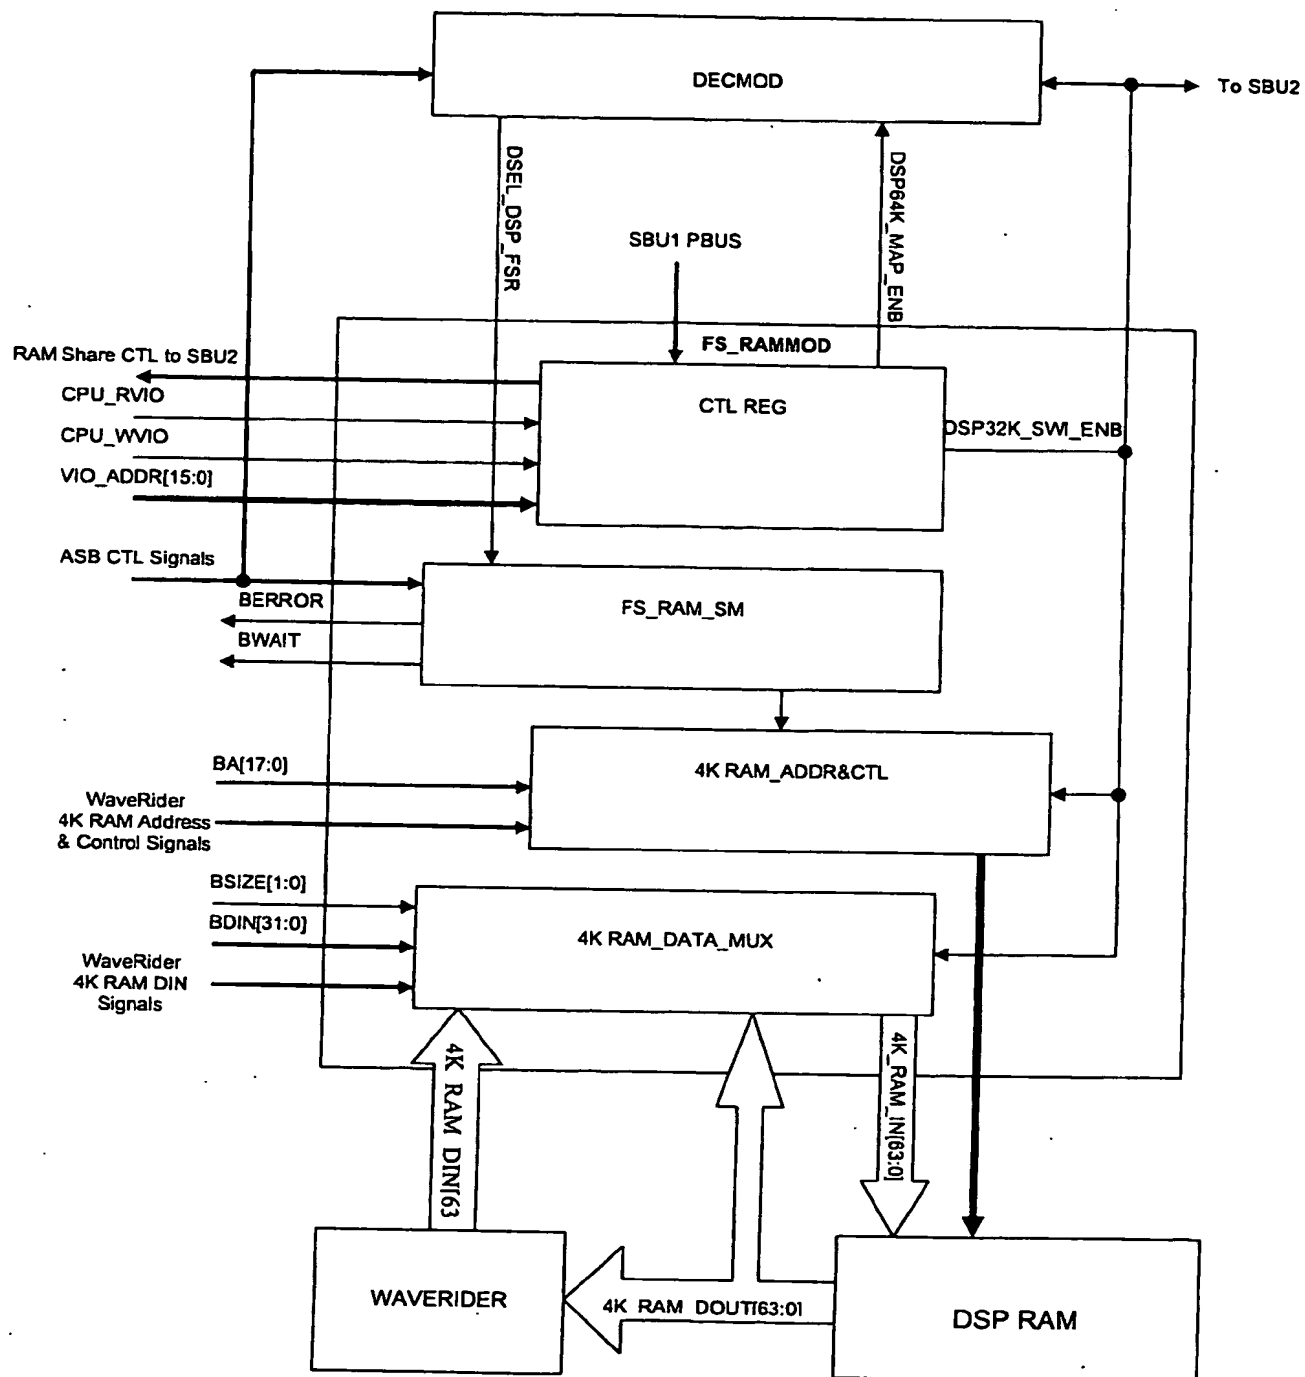 DECMOD
To SBU2
DSEL_DSP_FSR
DSP64K_MAP_ENB
SBU1 PBUS
FS_RAMMOD
RAM Share CTL to SBU2
CPU_RVIO
CTL REG
CPU_WVIO
DSP32K_SWI_ENB
VIO_ADDR[15:0]
ASB CTL Signals
BERROR
FS_RAM_SM
BWAIT
BA[17:0]
4K RAM_ADDR&CTL
WaveRider
4K RAM Address
& Control Signals
BSIZE[1:0]
BDIN[31:0]
4K RAM_DATA_MUX
WaveRider
4K RAM DIN
Signals
4K RAM DIN[63
4K_RAM_IN[63:0]
WAVERIDER
4K RAM DOUT[63:0]
DSP RAM